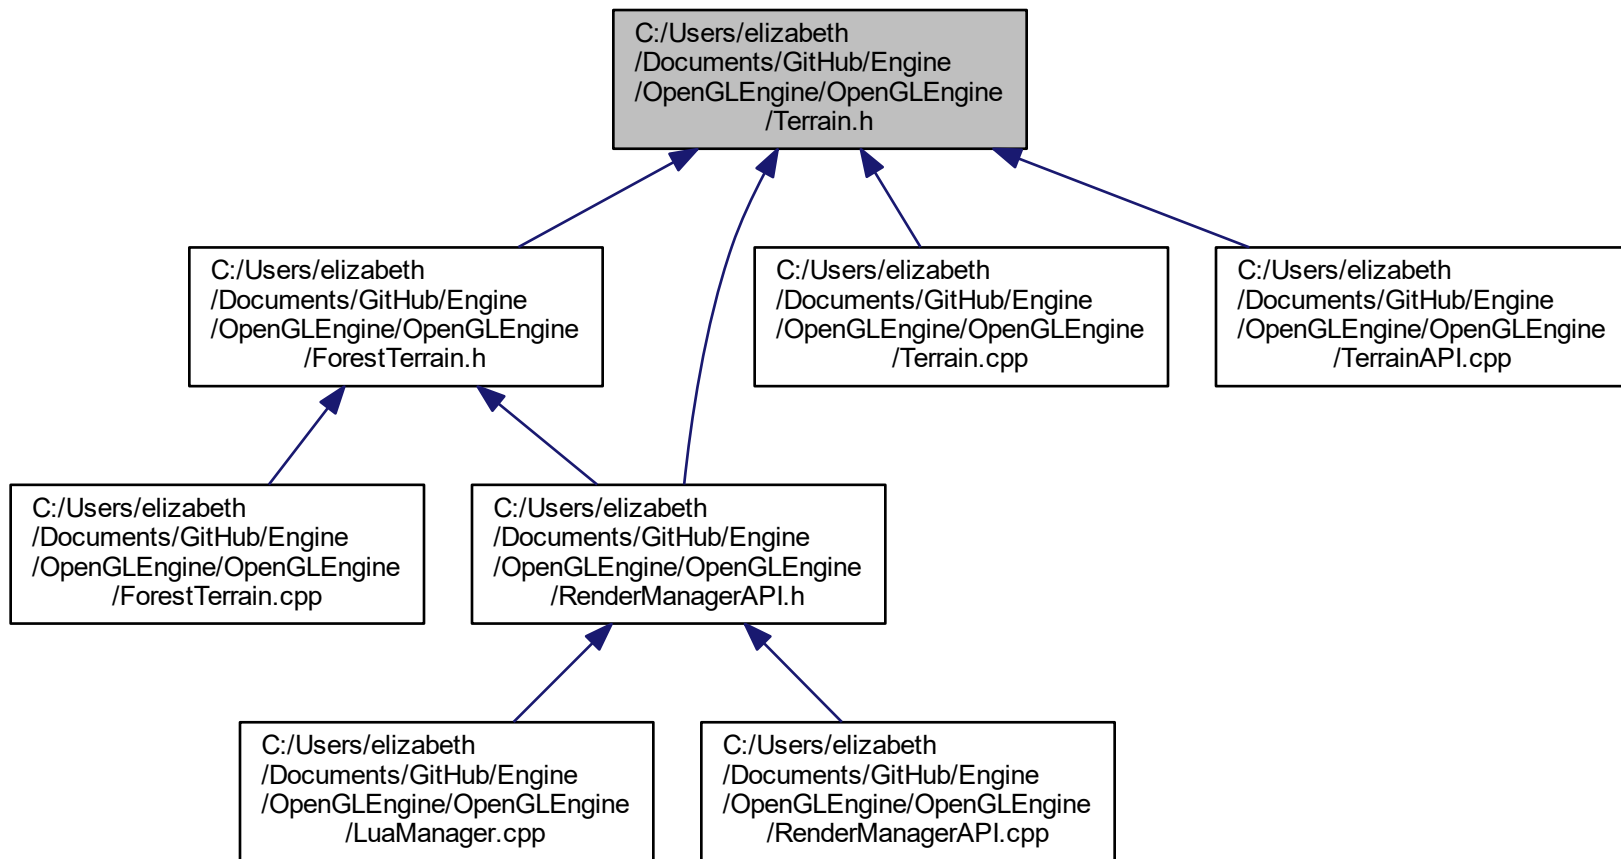 C:/Users/elizabeth
/Documents/GitHub/Engine
/OpenGLEngine/OpenGLEngine
/Terrain.h
C:/Users/elizabeth
/Documents/GitHub/Engine
/OpenGLEngine/OpenGLEngine
/ForestTerrain.h
C:/Users/elizabeth
/Documents/GitHub/Engine
/OpenGLEngine/OpenGLEngine
/Terrain.cpp
C:/Users/elizabeth
/Documents/GitHub/Engine
/OpenGLEngine/OpenGLEngine
/TerrainAPI.cpp
C:/Users/elizabeth
/Documents/GitHub/Engine
/OpenGLEngine/OpenGLEngine
/ForestTerrain.cpp
C:/Users/elizabeth
/Documents/GitHub/Engine
/OpenGLEngine/OpenGLEngine
/RenderManagerAPI.h
C:/Users/elizabeth
/Documents/GitHub/Engine
/OpenGLEngine/OpenGLEngine
/LuaManager.cpp
C:/Users/elizabeth
/Documents/GitHub/Engine
/OpenGLEngine/OpenGLEngine
/RenderManagerAPI.cpp